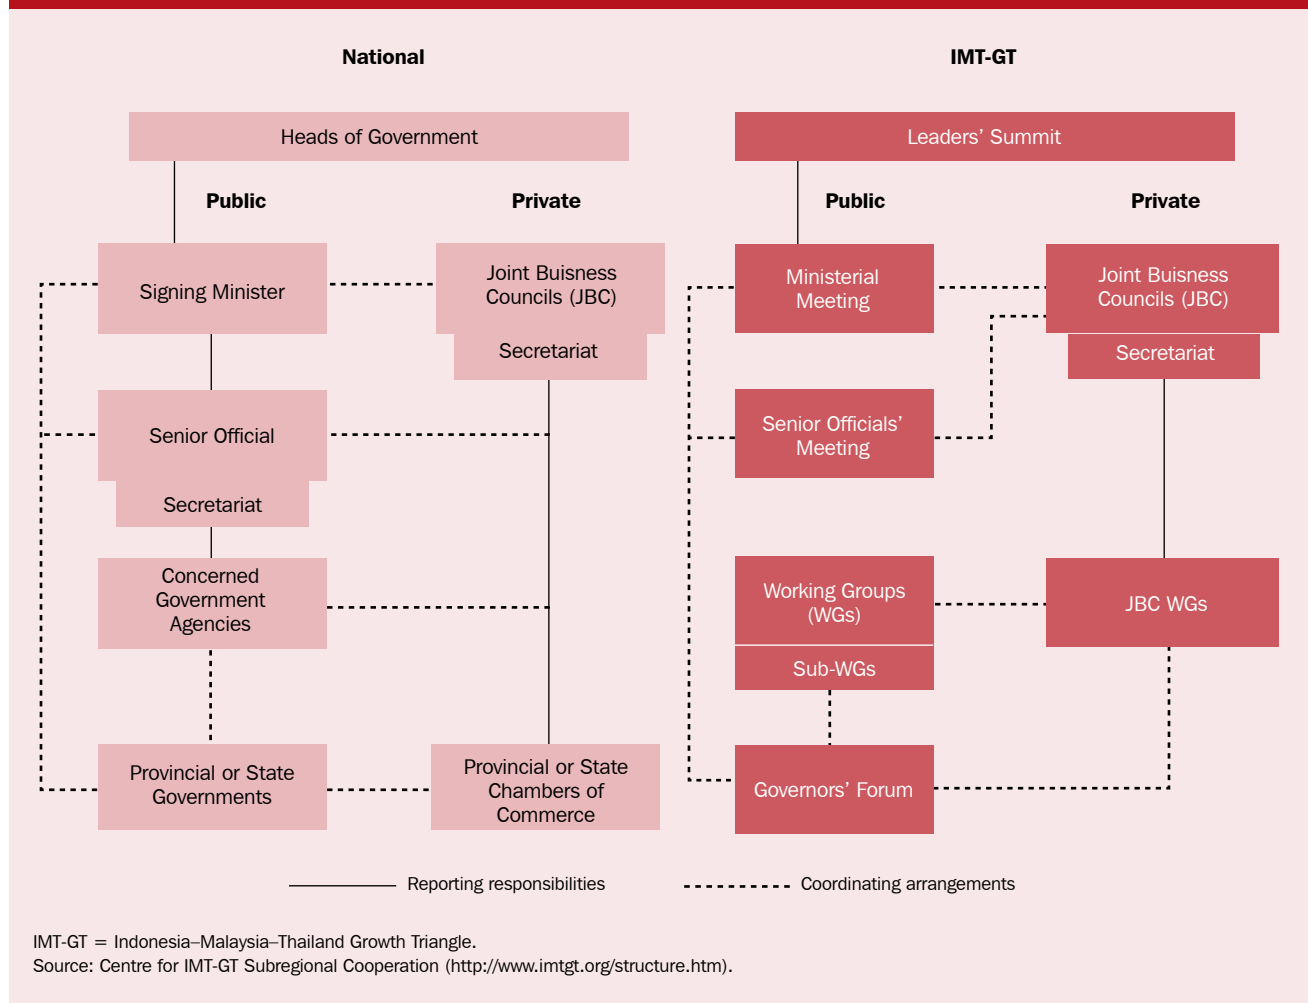 National
IMT-GT
Heads of Government
Leaders’ Summit
Public
Private
Public
Private
Signing Minister
Joint Buisness
Councils (JBC)
Secretariat
Ministerial
Meeting
Joint Buisness
Councils (JBC)
Secretariat
Senior Official
Secretariat
Senior Officials’
Meeting
Concerned
Government
Agencies
Working Groups
(WGs)
Sub-WGs
JBC WGs
Provincial or State
Governments
Provincial or State
Chambers of
Commerce
Governors’ Forum
Reporting responsibilities
Coordinating arrangements
IMT-GT = Indonesia–Malaysia–Thailand Growth Triangle.
Source: Centre for IMT-GT Subregional Cooperation (http://www.imtgt.org/structure.htm).